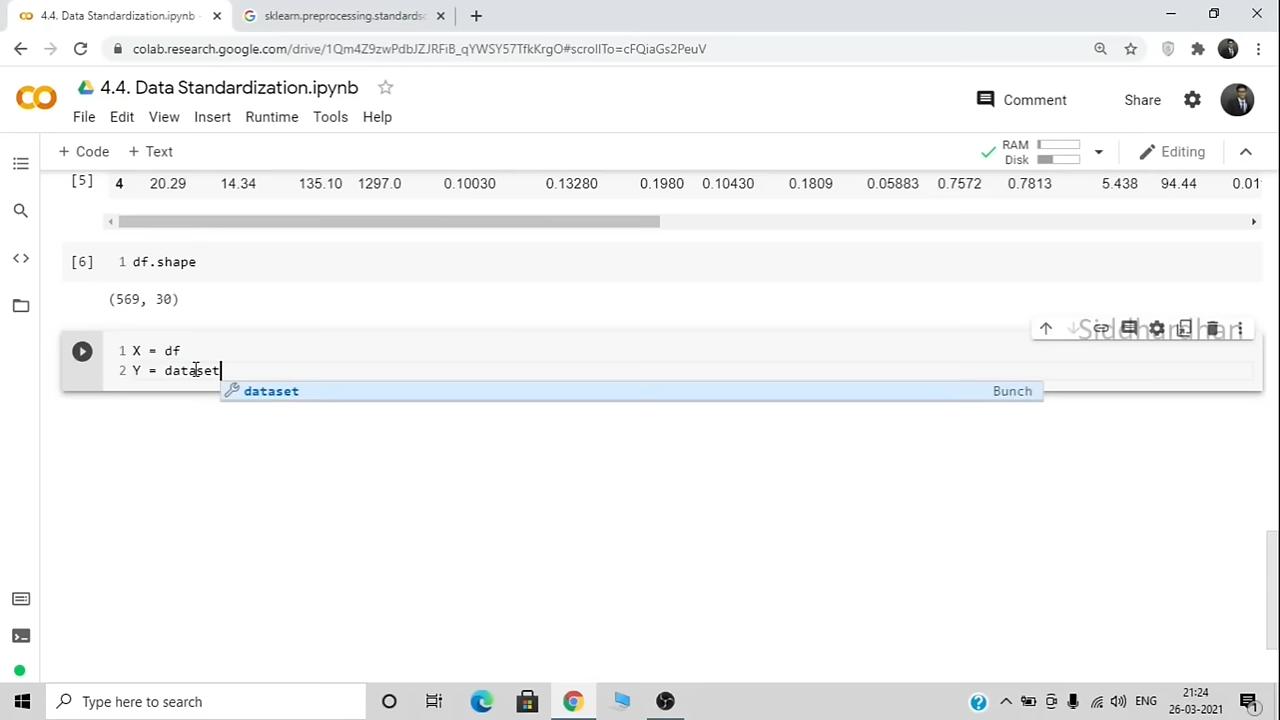 4.4. Data Standardization.ipynb
sklearn.preprocessing.standardsc
colab.research.google.com/drive/1Qm4Z9zwPdbJZJRFiB_qYWSY57TfkKrgO#scrollTo=cFQiaGs2PeuV
4.4. Data Standardization.ipynb
Comment
Share
File Edit View Insert Runtime Tools Help
+ Code + Text
RAM
Disk
Editing
[5] 4 20.29 14.34 135.10 1297.0 0.10030 0.13280 0.1980 0.10430 0.1809 0.05883 0.7572 0.7813 5.438 94.44 0.01
[6] 1 df.shape
(569, 30)
Siddhardhan
1 X = df
2 Y = dataset
dataset Bunch
Type here to search
ENG
21:24
26-03-2021